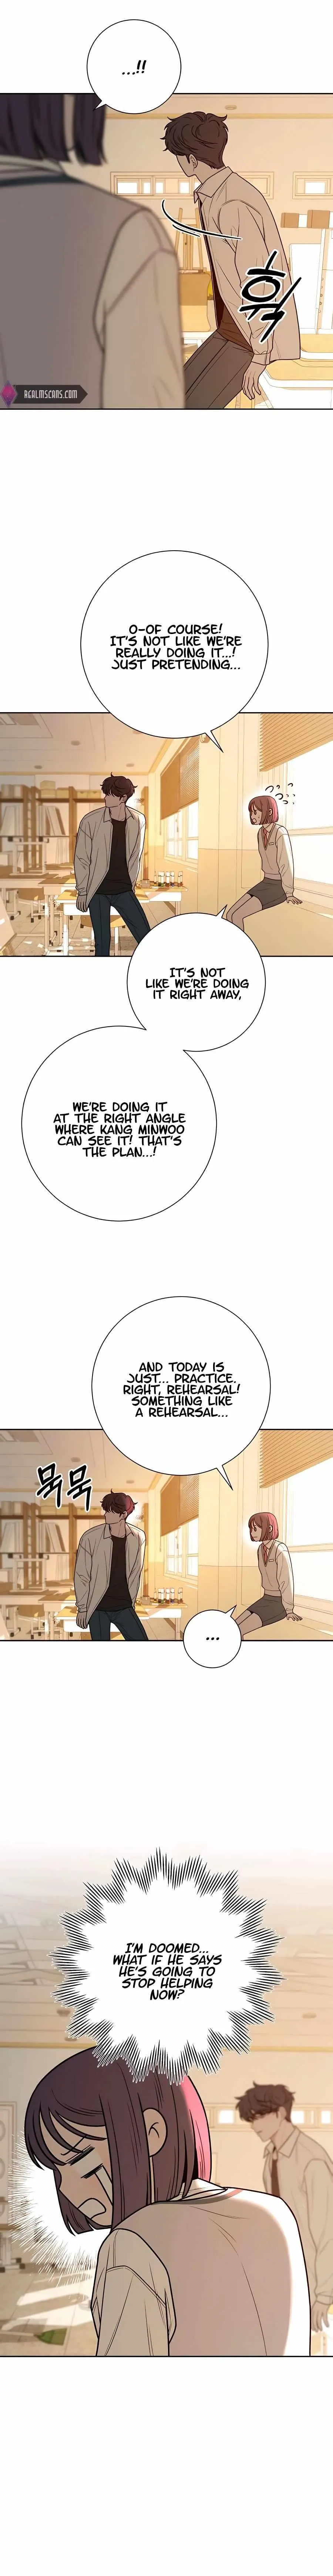 ...!!
휙
REALMSCANS.COM
O-OF COURSE!
IT'S NOT LIKE WE'RE
REALLY DOING IT...!
JUST PRETENDING...
IT'S NOT
LIKE WE'RE DOING
IT RIGHT AWAY,
WE'RE DOING IT
AT THE RIGHT ANGLE
WHERE KANG MINWOO
CAN SEE IT! THAT'S
THE PLAN...!
AND TODAY IS
JUST... PRACTICE.
RIGHT, REHEARSAL!
SOMETHING LIKE
A REHEARSAL...
묵묵
...
I'M DOOMED...
WHAT IF HE SAYS
HE'S GOING TO
STOP HELPING
NOW?